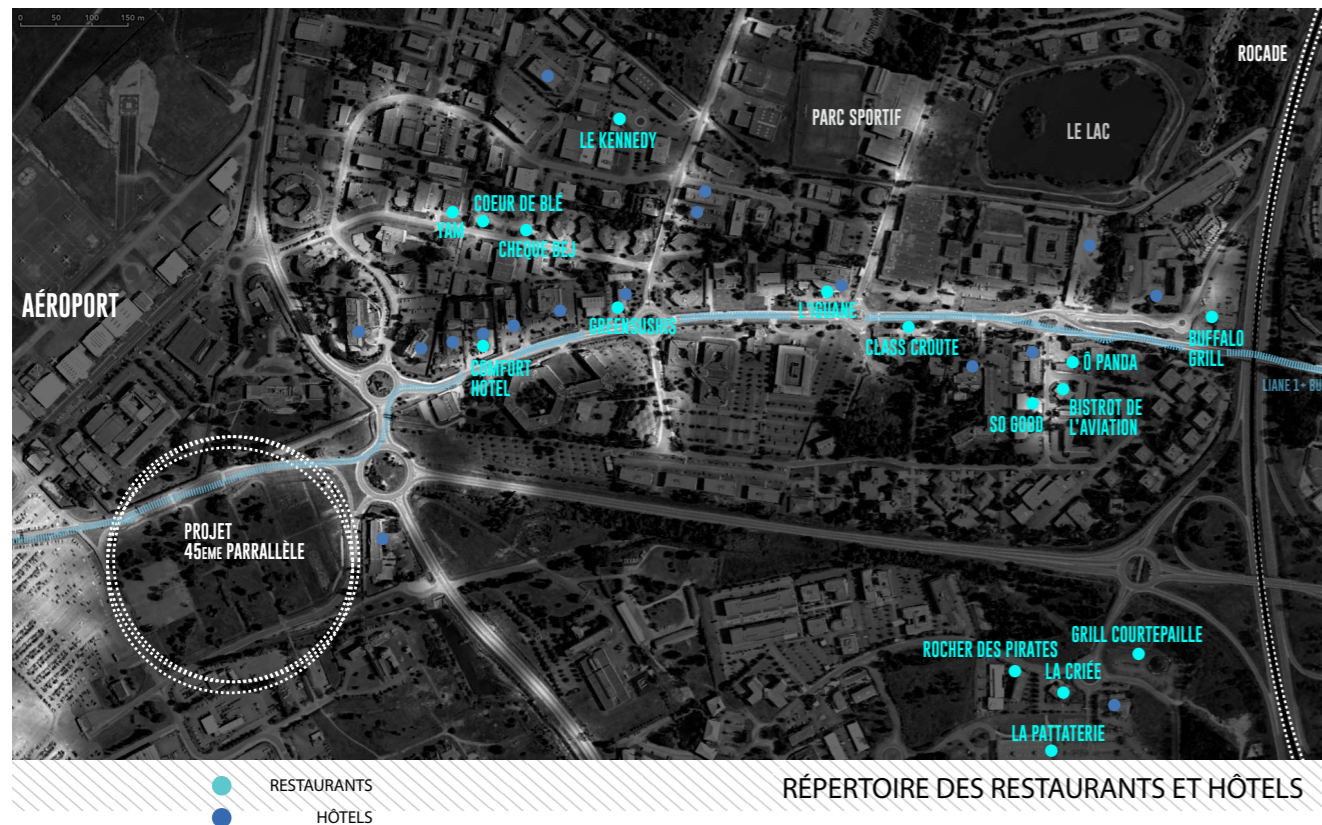 0 50 100 150 m
ROCADE
PARC SPORTIF
LE LAC
LE KENNEDY
COEUR DE BLÉ
YAM
CHEQUE DEJ
AÉROPORT
L'IGUANE
GREENSUSHIS
CLASS CROUTE
BUFFALO
GRILL
COMFORT
HOTEL
Ô PANDA
LIANE 1+ BU
BISTROT DE
L'AVIATION
SO GOOD
PROJET
45EME PARRALLÈLE
GRILL COURTEPAILLE
ROCHER DES PIRATES
LA CRIÉE
LA PATTATERIE
RESTAURANTS
HÔTELS
RÉPERTOIRE DES RESTAURANTS ET HÔTELS